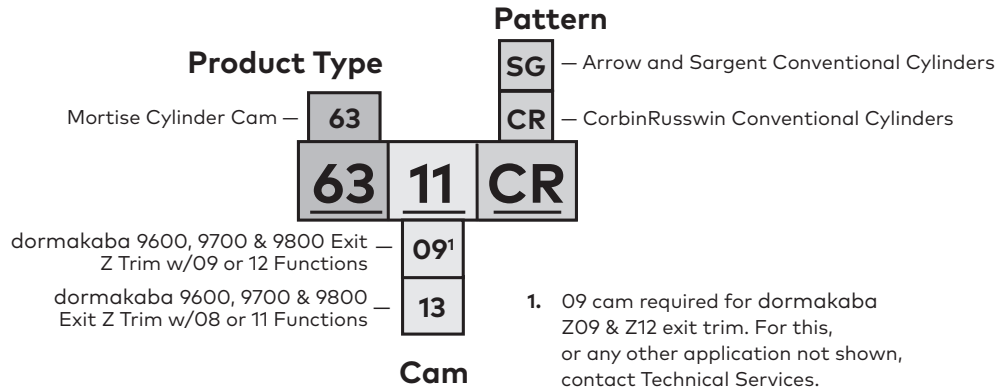 Pattern
SG — Arrow and Sargent Conventional Cylinders
Product Type
Mortise Cylinder Cam — 63
CR — CorbinRusswin Conventional Cylinders
63 11 CR
dormakaba 9600, 9700 & 9800 Exit — 09¹
Z Trim w/09 or 12 Functions
dormakaba 9600, 9700 & 9800 — 13
Exit Z Trim w/08 or 11 Functions
Cam
1. 09 cam required for dormakaba
Z09 & Z12 exit trim. For this,
or any other application not shown,
contact Technical Services.